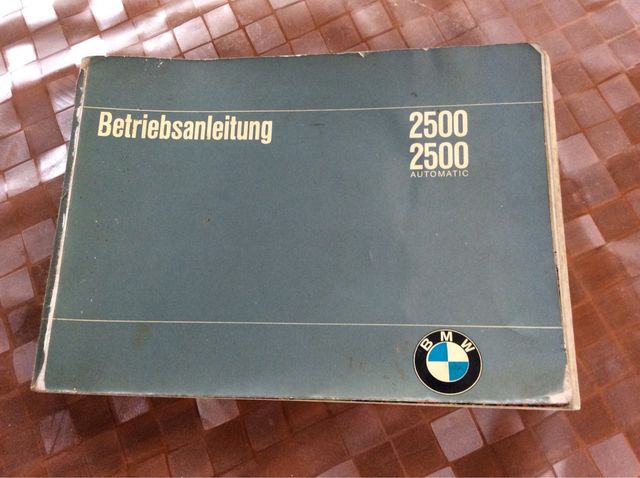 Betriebsanleitung
2500
2500
AUTOMATIC
BMW